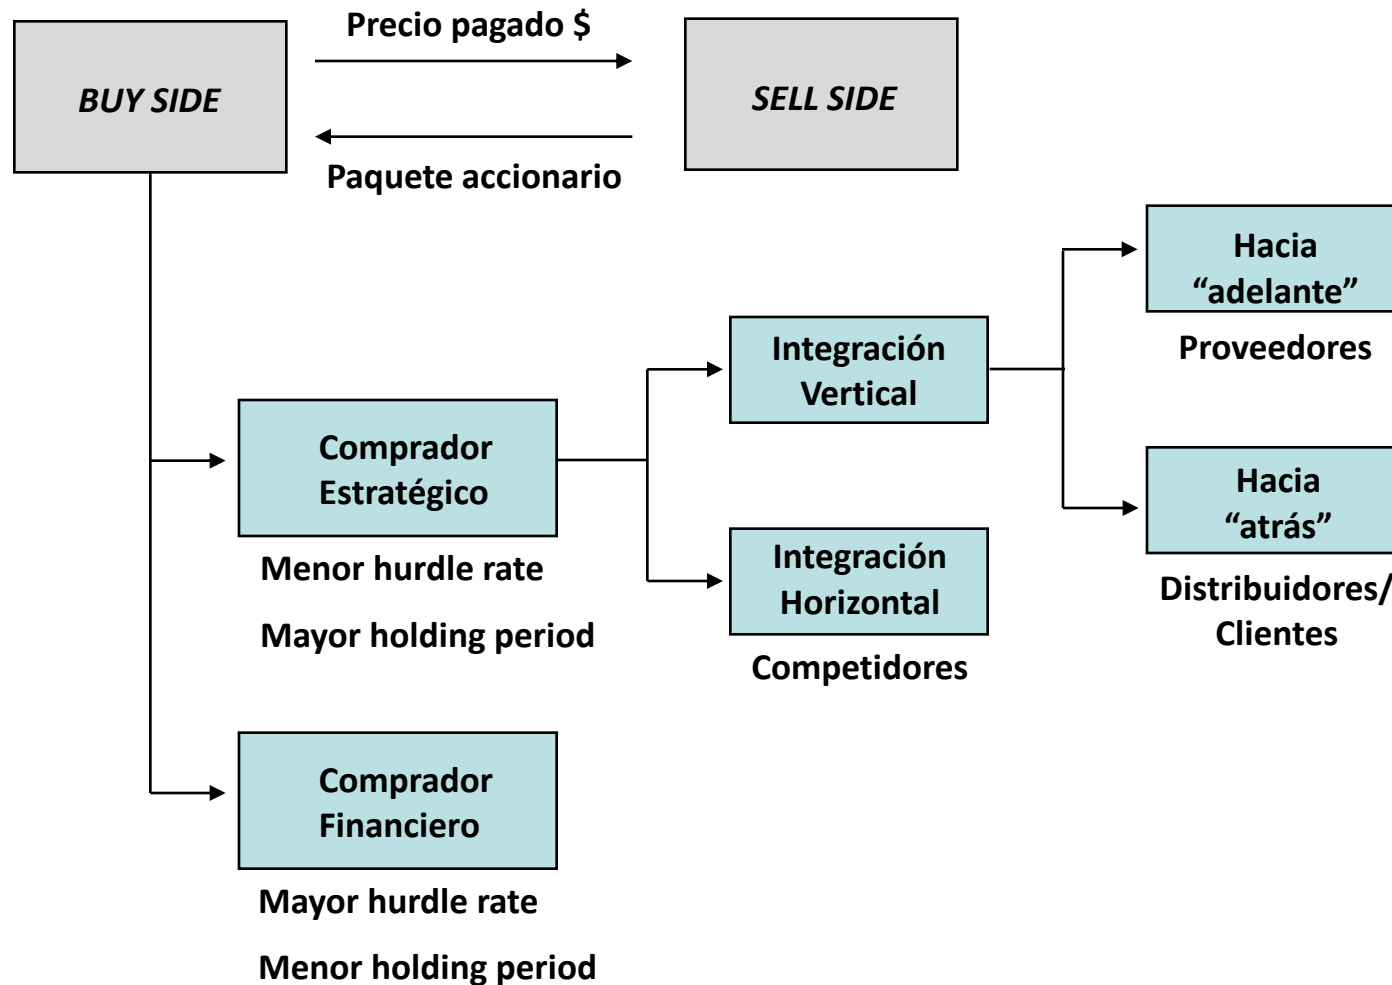 Precio pagado $
BUY SIDE
SELL SIDE
Paquete accionario
Hacia
“adelante”
Proveedores
Integración
Vertical
Comprador
Estratégico
Hacia
“atrás”
Menor hurdle rate
Mayor holding period
Integración
Horizontal
Competidores
Distribuidores/
Clientes
Comprador
Financiero
Mayor hurdle rate
Menor holding period